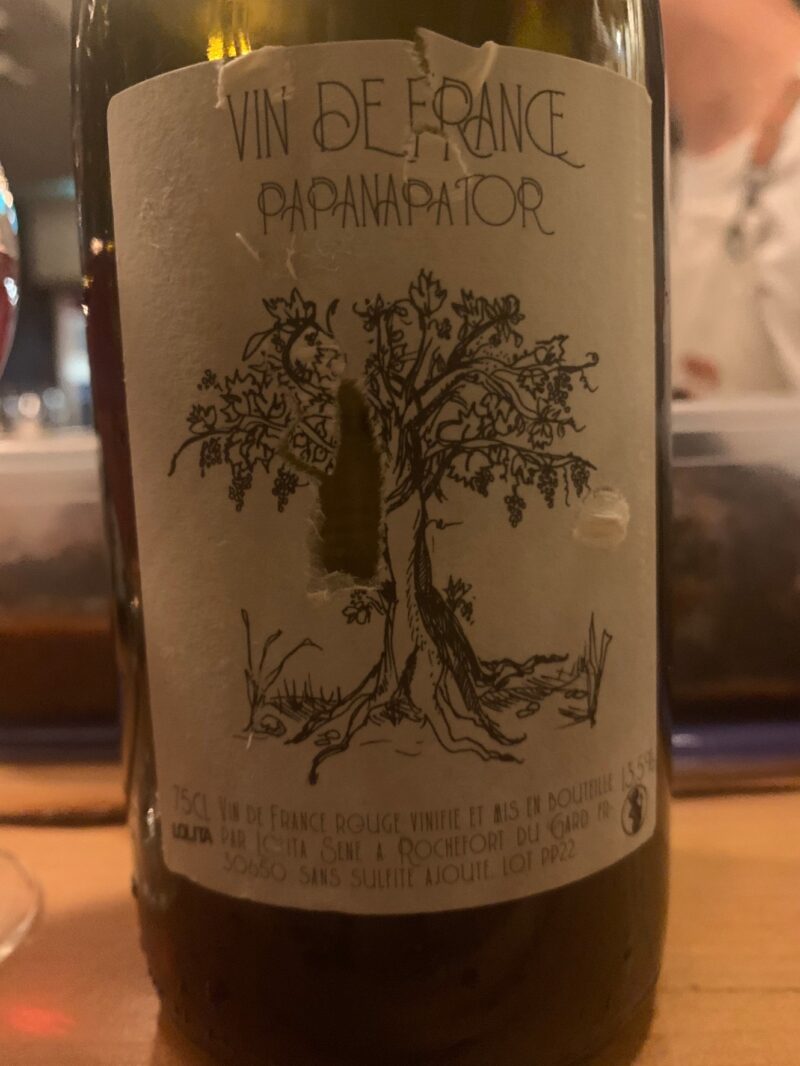 VIN DE FRANCE
PAPANAPATOR
75CL VIN DE FRANCE ROUGE VINIFIE ET MIS EN BOUTEILLE 13,5%
LOLITA PAR LOLITA SENE A ROCHEFORT DU GARD FR-
30650 SANS SULFITE AJOUTE. LOT PP22